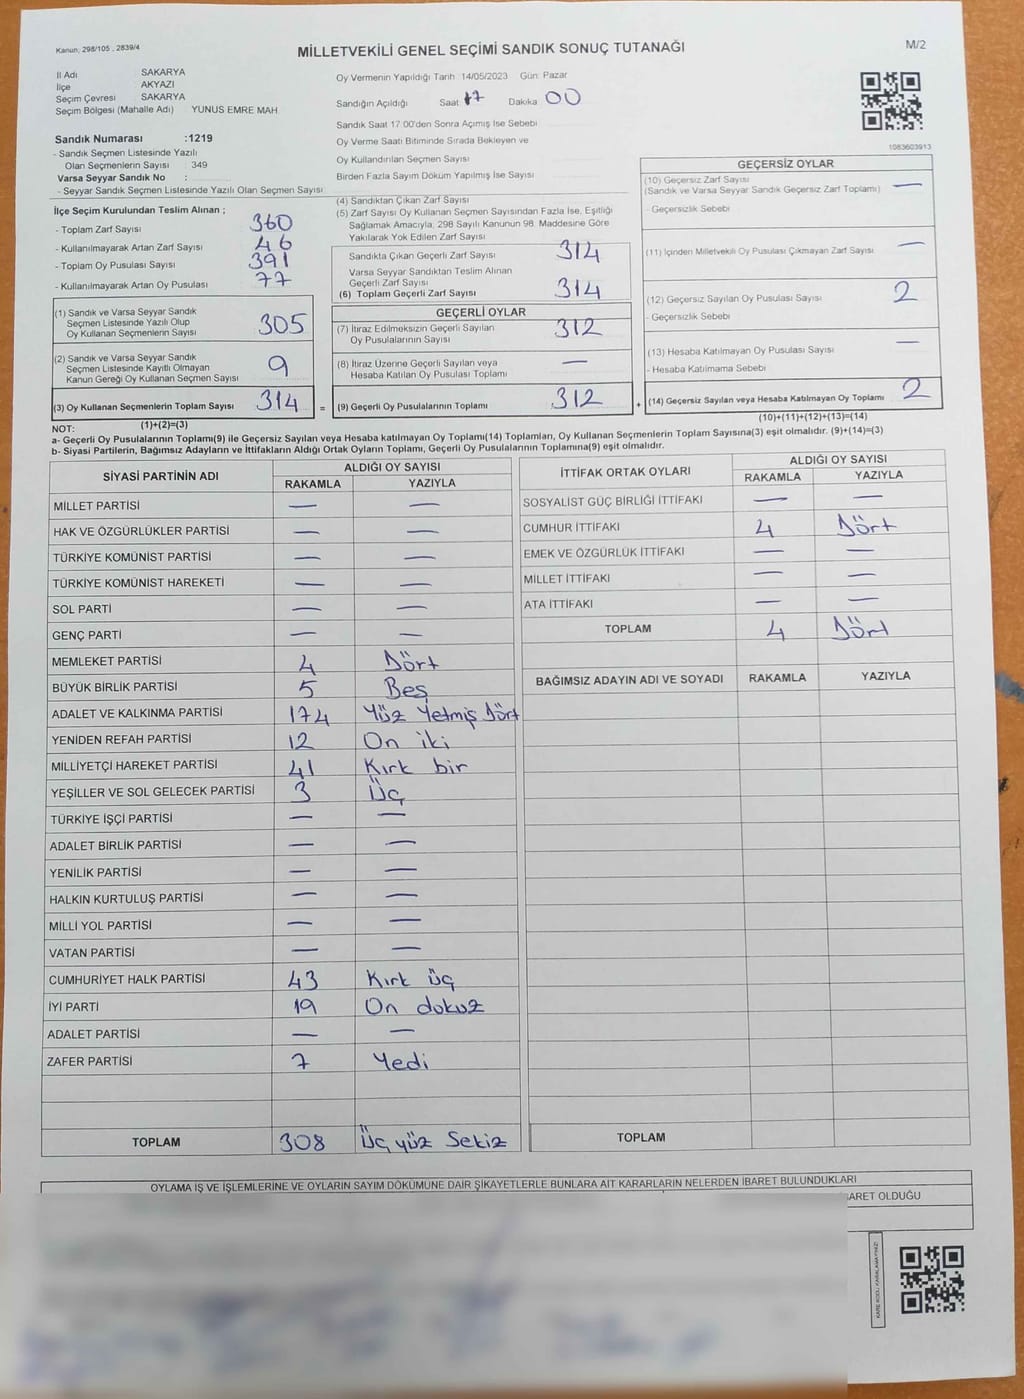 Kanun, 298/105 , 2839/4
MİLLETVEKİLİ GENEL SEÇİMİ SANDIK SONUÇ TUTANAĞI
M/2
İl Adı SAKARYA
İlçe AKYAZI
Seçim Çevresi SAKARYA
Seçim Bölgesi (Mahalle Adı) YUNUS EMRE MAH
Oy Vermenin Yapıldığı Tarih 14/05/2023 Gün: Pazar
Sandığın Açıldığı Saat 17 Dakika 00
Sandık Saat 17:00'den Sonra Açımış İse Sebebi
Oy Verme Saati Bitiminde Sırada Bekleyen ve
Oy Kullandırılan Seçmen Sayısı
Birden Fazla Sayım Döküm Yapılmış İse Sayısı
1083603913
Sandık Numarası :1219
- Sandık Seçmen Listesinde Yazılı
Olan Seçmenlerin Sayısı : 349
Varsa Seyyar Sandık No :
- Seyyar Sandık Seçmen Listesinde Yazılı Olan Seçmen Sayısı :
İlçe Seçim Kurulundan Teslim Alınan ;
- Toplam Zarf Sayısı 360
- Kullanılmayarak Artan Zarf Sayısı 46
- Toplam Oy Pusulası Sayısı 391
- Kullanılmayarak Artan Oy Pusulası 77
(1) Sandık ve Varsa Seyyar Sandık
Seçmen Listesinde Yazılı Olup
Oy Kullanan Seçmenlerin Sayısı 305
(2) Sandık ve Varsa Seyyar Sandık
Seçmen Listesinde Kayıtlı Olmayan
Kanun Gereği Oy Kullanan Seçmen Sayısı 9
(3) Oy Kullanan Seçmenlerin Toplam Sayısı 314 =
(1)+(2)=(3)
(4) Sandıktan Çıkan Zarf Sayısı
(5) Zarf Sayısı Oy Kullanan Seçmen Sayısından Fazla İse, Eşitliği
Sağlamak Amacıyla, 298 Sayılı Kanunun 98. Maddesine Göre
Yakılarak Yok Edilen Zarf Sayısı
Sandıkta Çıkan Geçerli Zarf Sayısı 314
Varsa Seyyar Sandıktan Teslim Alınan
Geçerli Zarf Sayısı
(6) Toplam Geçerli Zarf Sayısı 314
GEÇERLİ OYLAR
(7) İtiraz Edilmeksizin Geçerli Sayılan
Oy Pusulalarının Sayısı 312
(8) İtiraz Üzerine Geçerli Sayılan veya
Hesaba Katılan Oy Pusulası Toplamı —
(9) Geçerli Oy Pusulalarının Toplamı 312 +
GEÇERSİZ OYLAR
(10) Geçersiz Zarf Sayısı —
(Sandık ve Varsa Seyyar Sandık Geçersiz Zarf Toplamı)
- Geçersizlik Sebebi
(11) İçinden Milletvekili Oy Pusulası Çıkmayan Zarf Sayısı —
(12) Geçersiz Sayılan Oy Pusulası Sayısı 2
- Geçersizlik Sebebi
(13) Hesaba Katılmayan Oy Pusulası Sayısı —
- Hesaba Katılmama Sebebi
(14) Geçersiz Sayılan veya Hesaba Katılmayan Oy Toplamı 2
(10)+(11)+(12)+(13)=(14)
NOT:
a- Geçerli Oy Pusulalarının Toplamı(9) ile Geçersiz Sayılan veya Hesaba katılmayan Oy Toplamı(14) Toplamları, Oy Kullanan Seçmenlerin Toplam Sayısına(3) eşit olmalıdır. (9)+(14)=(3)
b- Siyasi Partilerin, Bağımsız Adayların ve İttifakların Aldığı Ortak Oyların Toplamı, Geçerli Oy Pusulalarının Toplamına(9) eşit olmalıdır.
SİYASİ PARTİNİN ADI
ALDIĞI OY SAYISI
RAKAMLA YAZIYLA
MİLLET PARTİSİ — —
HAK VE ÖZGÜRLÜKLER PARTİSİ — —
TÜRKİYE KOMÜNİST PARTİSİ — —
TÜRKİYE KOMÜNİST HAREKETİ — —
SOL PARTİ — —
GENÇ PARTİ — —
MEMLEKET PARTİSİ 4 Dört
BÜYÜK BİRLİK PARTİSİ 5 Beş
ADALET VE KALKINMA PARTİSİ 174 Yüz Yetmiş Dört
YENİDEN REFAH PARTİSİ 12 On iki
MİLLİYETÇİ HAREKET PARTİSİ 41 Kırk bir
YEŞİLLER VE SOL GELECEK PARTİSİ 3 Üç
TÜRKİYE İŞÇİ PARTİSİ — —
ADALET BİRLİK PARTİSİ — —
YENİLİK PARTİSİ — —
HALKIN KURTULUŞ PARTİSİ — —
MİLLİ YOL PARTİSİ — —
VATAN PARTİSİ — —
CUMHURİYET HALK PARTİSİ 43 Kırk üç
İYİ PARTİ 19 On dokuz
ADALET PARTİSİ — —
ZAFER PARTİSİ 7 Yedi
TOPLAM 308 Üç yüz Sekiz
İTTİFAK ORTAK OYLARI
ALDIĞI OY SAYISI
RAKAMLA YAZIYLA
SOSYALİST GÜÇ BİRLİĞİ İTTİFAKI — —
CUMHUR İTTİFAKI 4 Dört
EMEK VE ÖZGÜRLÜK İTTİFAKI — —
MİLLET İTTİFAKI — —
ATA İTTİFAKI — —
TOPLAM 4 Dört
BAĞIMSIZ ADAYIN ADI VE SOYADI RAKAMLA YAZIYLA
TOPLAM
OYLAMA İŞ VE İŞLEMLERİNE VE OYLARIN SAYIM DÖKÜMÜNE DAİR ŞİKAYETLERLE BUNLARA AİT KARARLARIN NELERDEN İBARET BULUNDUKLARI
BARET OLDUĞU
KARE KODU KARALAMAYINIZ!